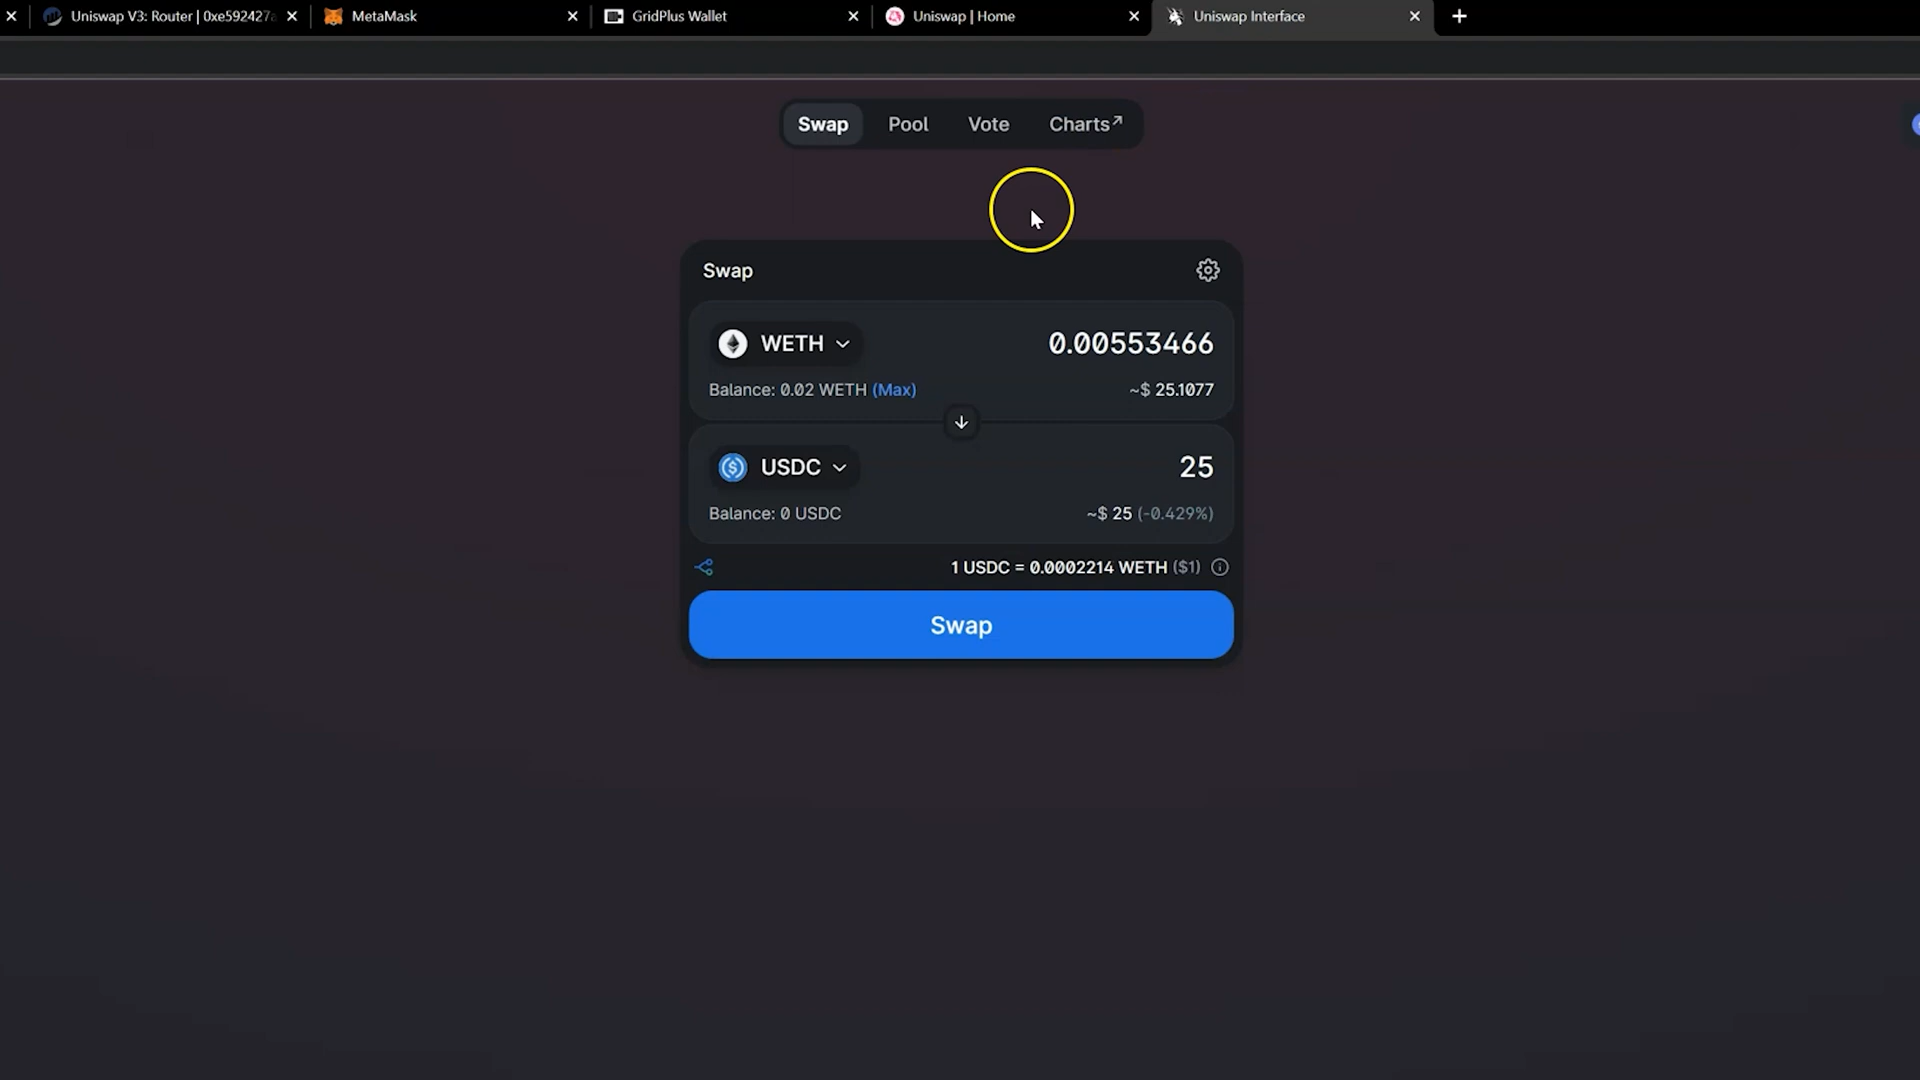 Uniswap V3: Router | 0xe592427a
MetaMask
GridPlus Wallet
Uniswap | Home
Uniswap Interface
Swap
Pool
Vote
Charts↗
Swap
WETH
0.00553466
Balance: 0.02 WETH (Max)
~$ 25.1077
USDC
25
Balance: 0 USDC
~$ 25 (-0.429%)
1 USDC = 0.0002214 WETH ($1)
Swap